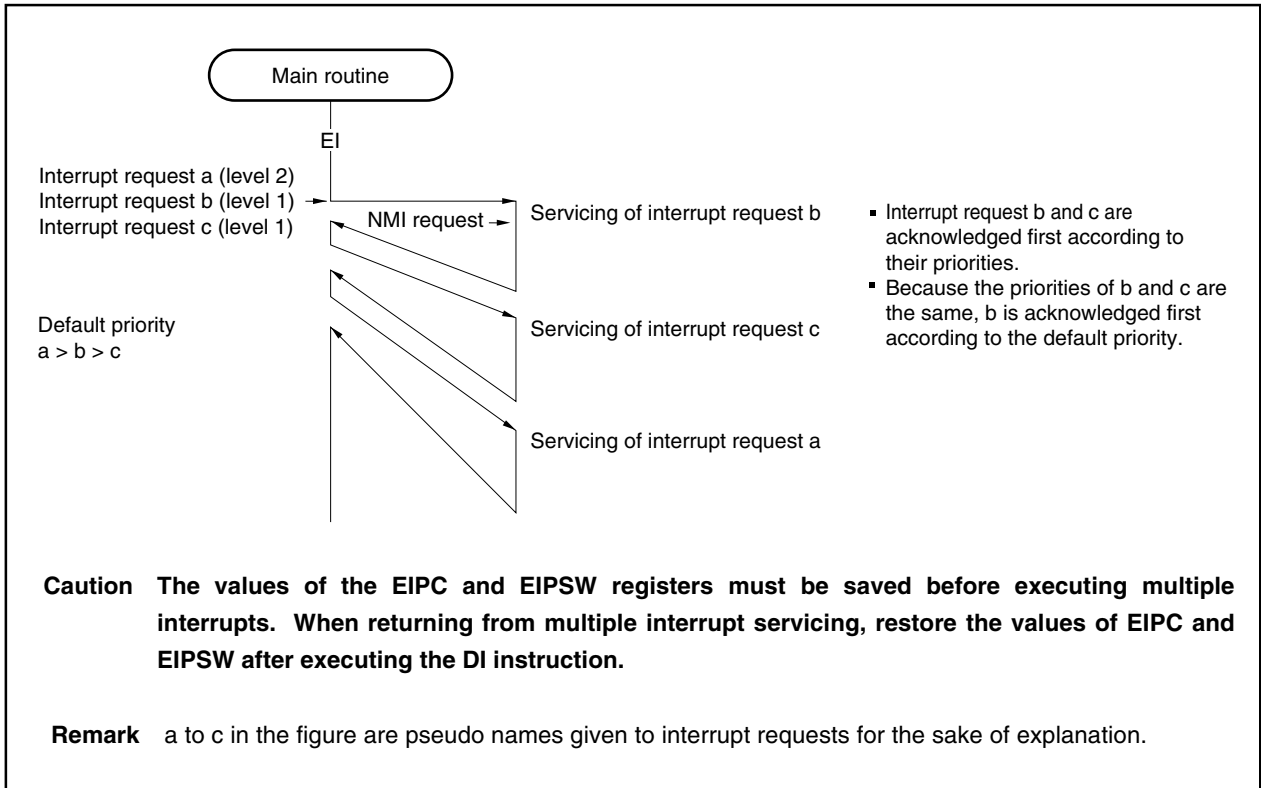 Main routine
EI
Interrupt request a (level 2)
Interrupt request b (level 1)
Interrupt request c (level 1)
NMI request
Servicing of interrupt request b
▪ Interrupt request b and c are
acknowledged first according to
their priorities.
▪ Because the priorities of b and c are
the same, b is acknowledged first
according to the default priority.
Default priority
a > b > c
Servicing of interrupt request c
Servicing of interrupt request a
Caution The values of the EIPC and EIPSW registers must be saved before executing multiple
interrupts. When returning from multiple interrupt servicing, restore the values of EIPC and
EIPSW after executing the DI instruction.
Remark a to c in the figure are pseudo names given to interrupt requests for the sake of explanation.